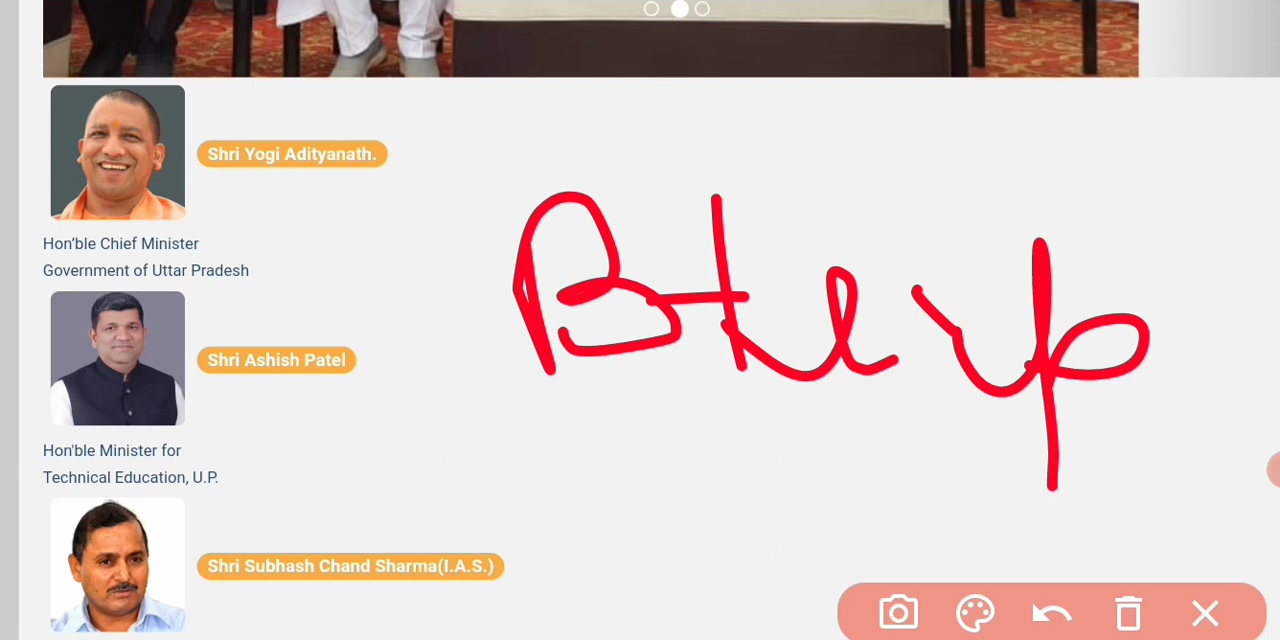 Shri Yogi Adityanath.
Hon'ble Chief Minister
Government of Uttar Pradesh
Shri Ashish Patel
Hon'ble Minister for
Technical Education, U.P.
Shri Subhash Chand Sharma(I.A.S.)
Bteup